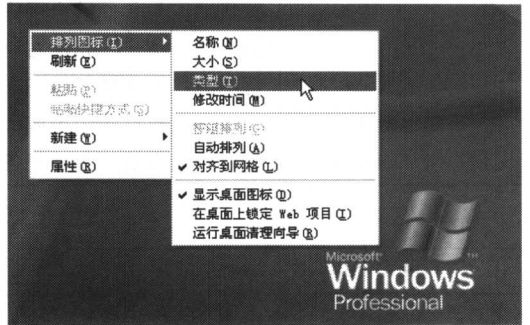 排列图标(I)
刷新(E)
粘贴(P)
粘贴快捷方式(S)
新建(W)
属性(R)
名称(N)
大小(S)
类型(T)
修改时间(M)
按组排列(G)
自动排列(A)
✓ 对齐到网格(L)
✓ 显示桌面图标(D)
在桌面上锁定 Web 项目(I)
运行桌面清理向导(R)
Microsoft
Windows
Professional